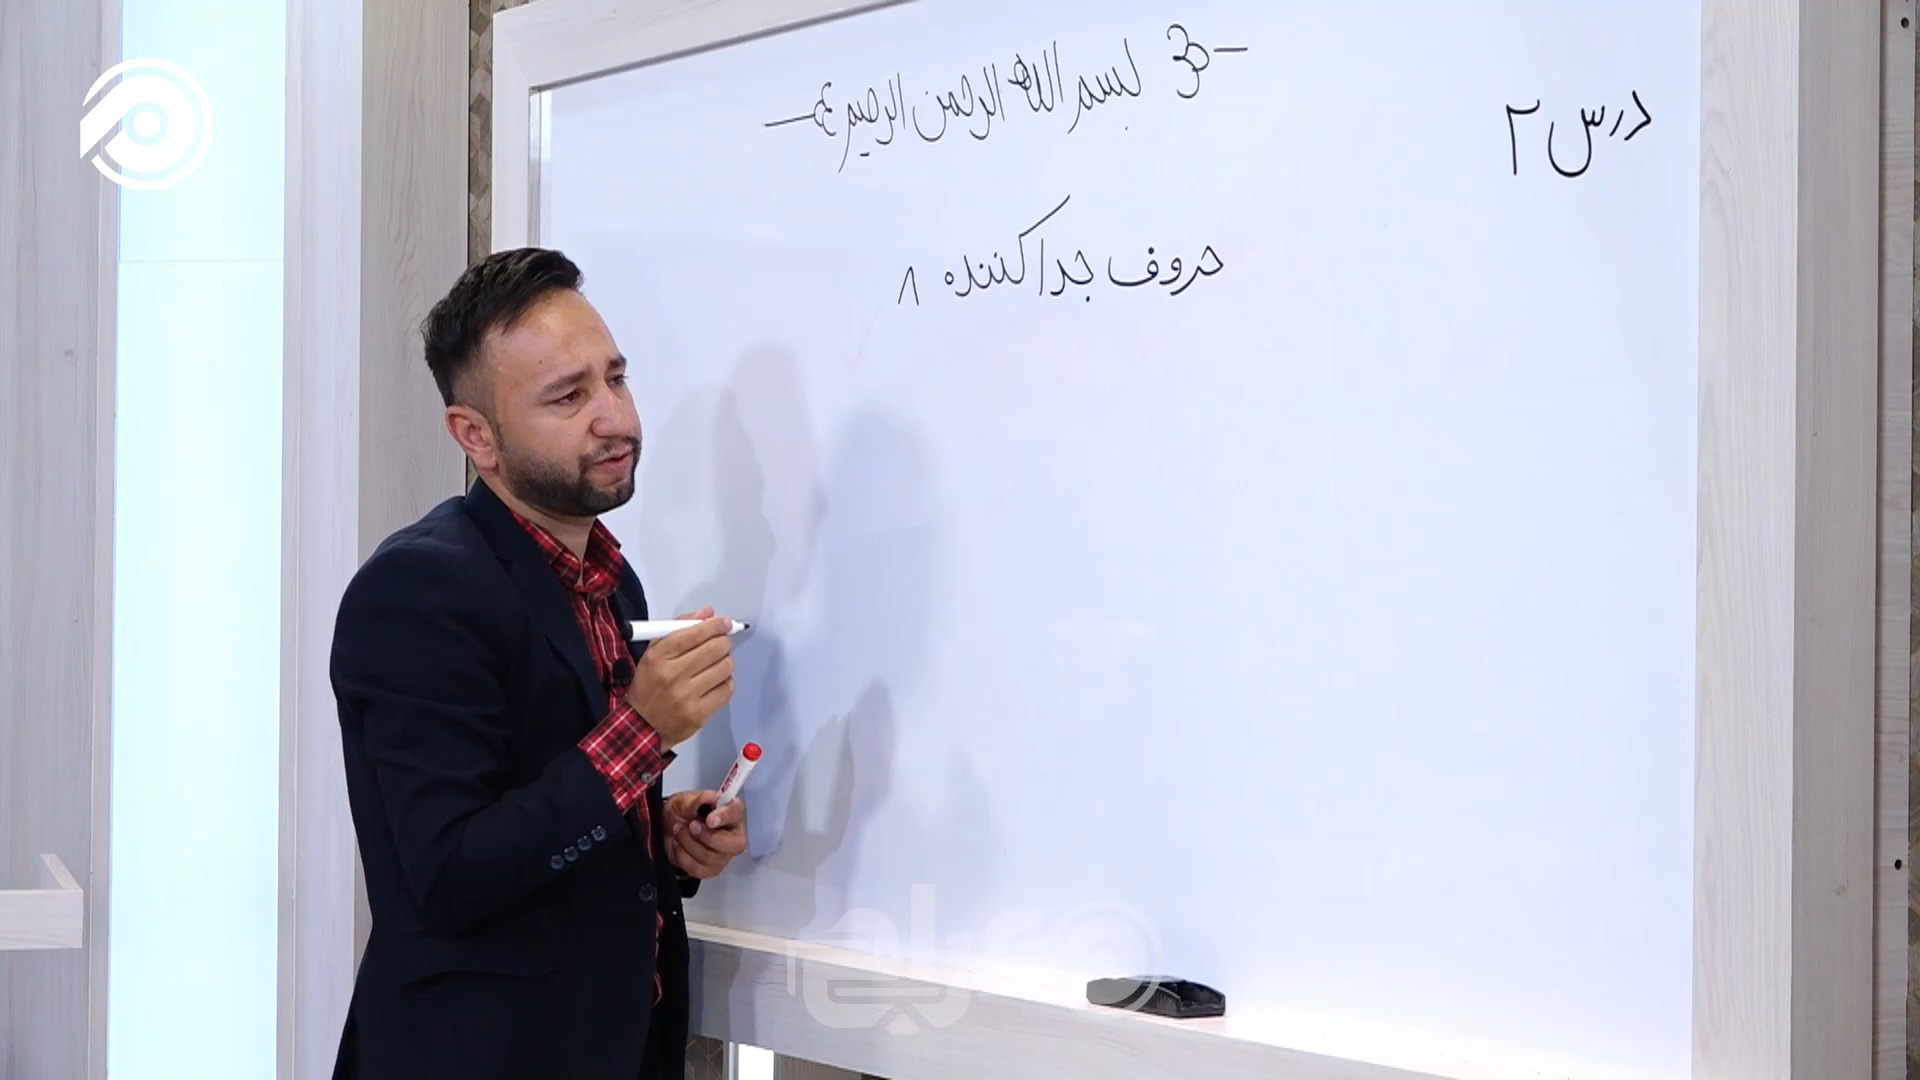 بسم الله الرحمن الرحیم
درس ۲
حروف جدا کننده ۸